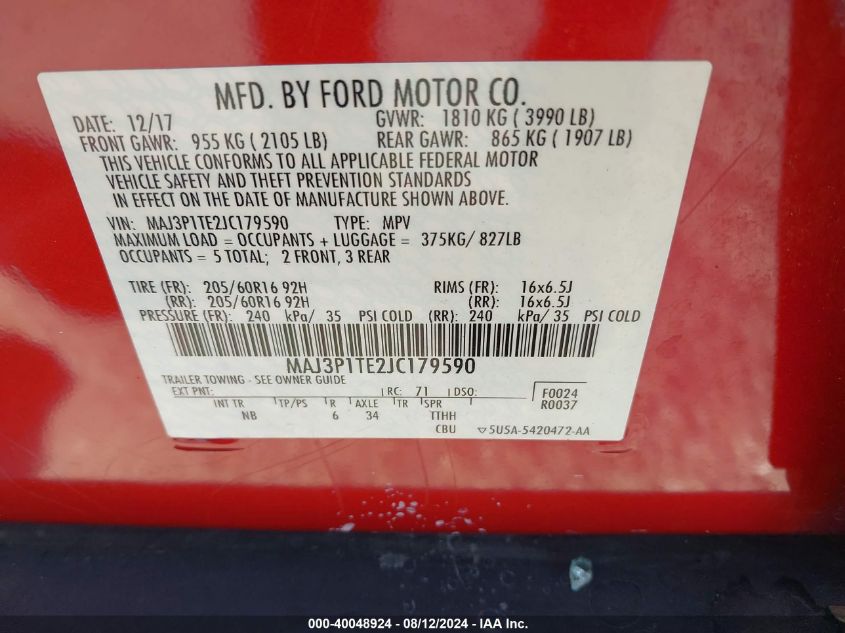 MFD. BY FORD MOTOR CO.
DATE: 12/17 GVWR: 1810 KG ( 3990 LB)
FRONT GAWR: 955 KG ( 2105 LB) REAR GAWR: 865 KG ( 1907 LB)
THIS VEHICLE CONFORMS TO ALL APPLICABLE FEDERAL MOTOR
VEHICLE SAFETY AND THEFT PREVENTION STANDARDS
IN EFFECT ON THE DATE OF MANUFACTURE SHOWN ABOVE.
VIN: MAJ3P1TE2JC179590 TYPE: MPV
MAXIMUM LOAD = OCCUPANTS + LUGGAGE = 375KG/ 827LB
OCCUPANTS = 5 TOTAL; 2 FRONT, 3 REAR
TIRE (FR): 205/60R16 92H RIMS (FR): 16x6.5J
(RR): 205/60R16 92H (RR): 16x6.5J
PRESSURE (FR): 240 kPa/ 35 PSI COLD (RR): 240 kPa/ 35 PSI COLD
MAJ3P1TE2JC179590
TRAILER TOWING - SEE OWNER GUIDE
EXT PNT: RC: 71 DSO: F0024
INT TR TP/PS R AXLE TR SPR R0037
NB 6 34 TTHH
CBU ▽5U5A-5420472-AA
000-40048924 - 08/12/2024 - IAA Inc.